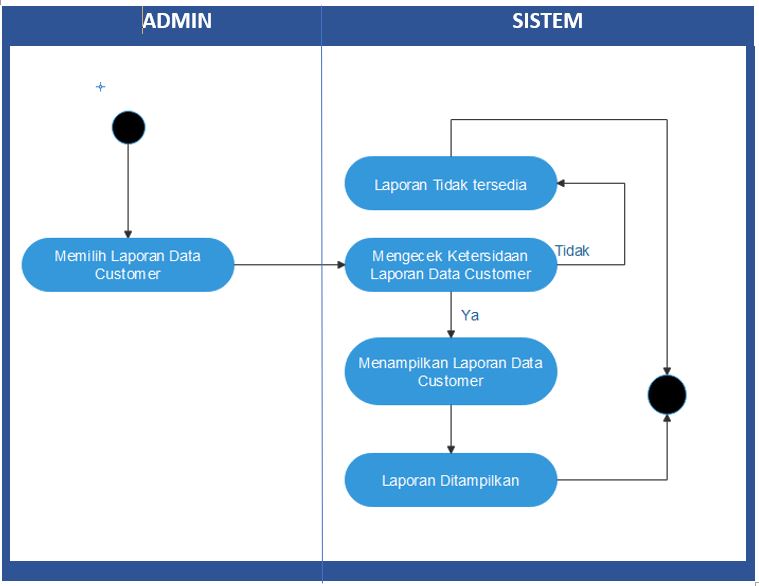 ADMIN
SISTEM
Laporan Tidak tersedia
Memilih Laporan Data
Customer
Mengecek Ketersidaan
Laporan Data Customer
Tidak
Ya
Menampilkan Laporan Data
Customer
Laporan Ditampilkan